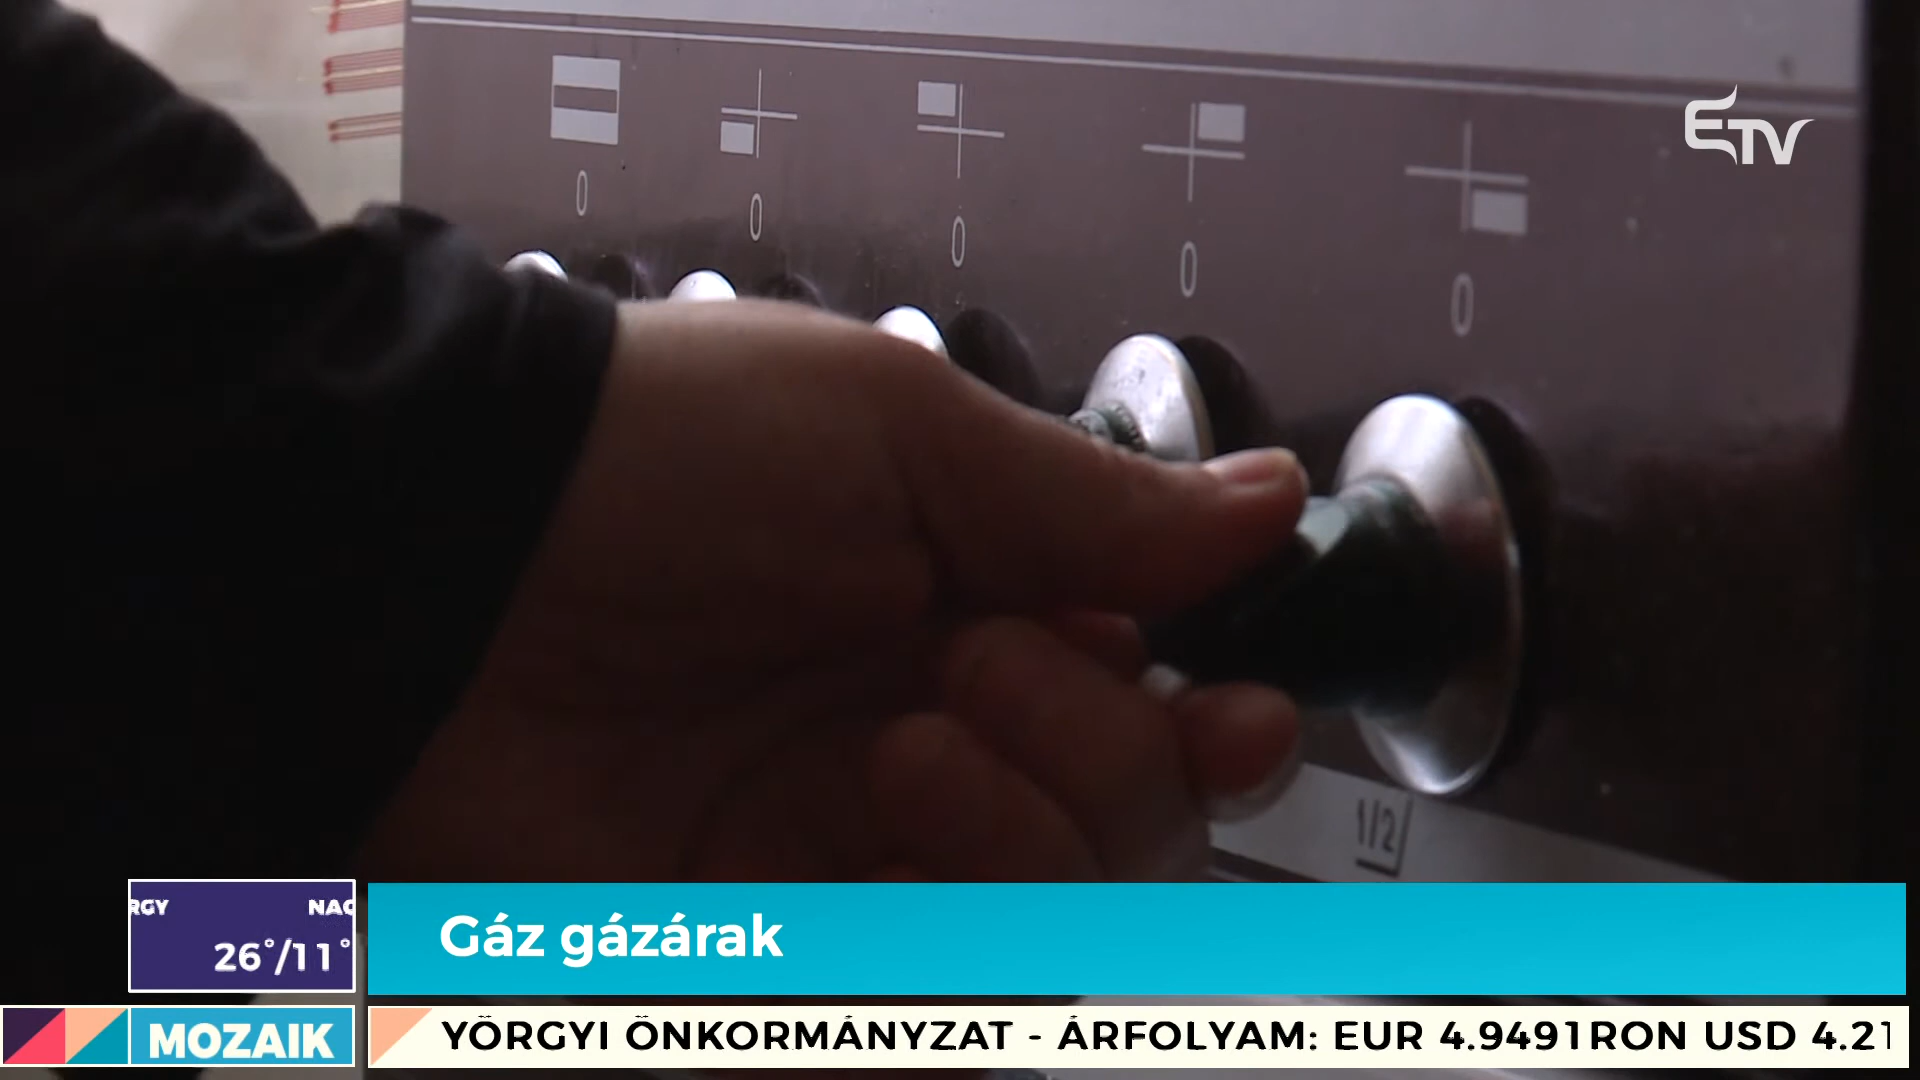 ETV
0
0
0
0
0
1/2
RGY NAG
26°/11°
Gáz gázárak
MOZAIK
YÖRGYI ÖNKORMÁNYZAT - ÁRFOLYAM: EUR 4.9491RON USD 4.21